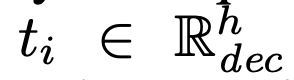 t_i ∈ ℝ^h_dec